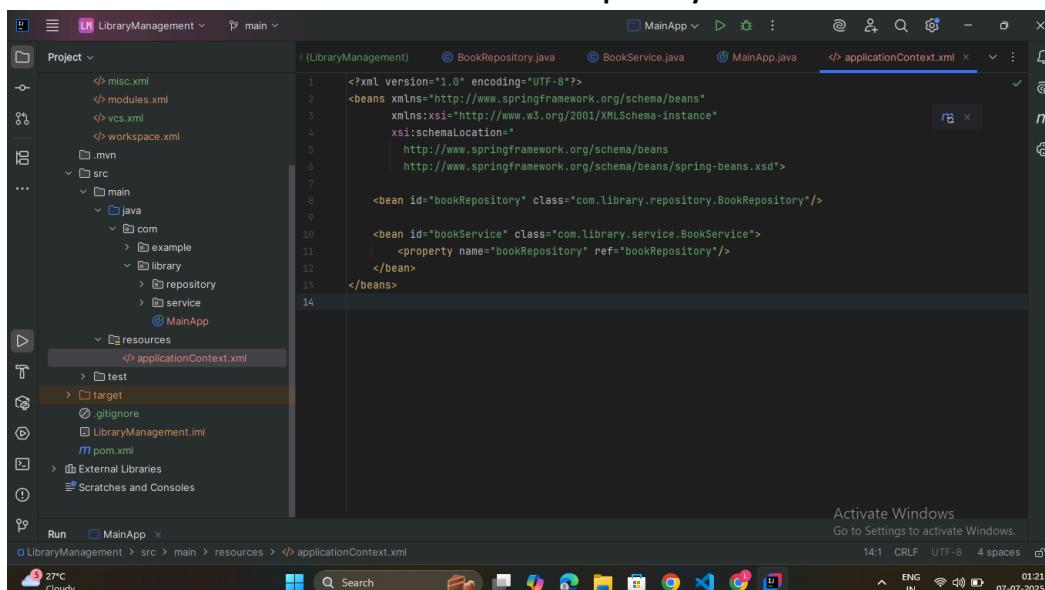 LM LibraryManagement main MainApp
Project
(LibraryManagement) BookRepository.java BookService.java MainApp.java </> applicationContext.xml
</> misc.xml
</> modules.xml
</> vcs.xml
</> workspace.xml
.mvn
src
main
java
com
example
library
repository
service
MainApp
resources
</> applicationContext.xml
test
target
.gitignore
LibraryManagement.iml
m pom.xml
External Libraries
Scratches and Consoles
1 <?xml version="1.0" encoding="UTF-8"?>
2 <beans xmlns="http://www.springframework.org/schema/beans"
3 xmlns:xsi="http://www.w3.org/2001/XMLSchema-instance"
4 xsi:schemaLocation="
5 http://www.springframework.org/schema/beans
6 http://www.springframework.org/schema/beans/spring-beans.xsd">
7
8 <bean id="bookRepository" class="com.library.repository.BookRepository"/>
9
10 <bean id="bookService" class="com.library.service.BookService">
11 <property name="bookRepository" ref="bookRepository"/>
12 </bean>
13 </beans>
14
Activate Windows
Go to Settings to activate Windows.
Run MainApp
LibraryManagement > src > main > resources > </> applicationContext.xml 14:1 CRLF UTF-8 4 spaces
5 27°C
Cloudy
Search
ENG
IN
01:21
07-07-2025